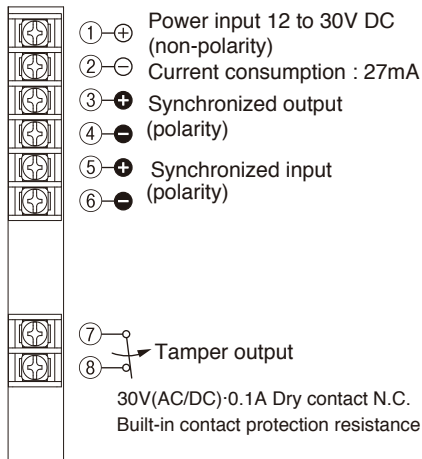 ① ⊕ Power input 12 to 30V DC
(non-polarity)
② ⊖ Current consumption : 27mA
③ + Synchronized output
④ − (polarity)
⑤ + Synchronized input
⑥ − (polarity)
⑦
⑧ Tamper output
30V(AC/DC)·0.1A Dry contact N.C.
Built-in contact protection resistance